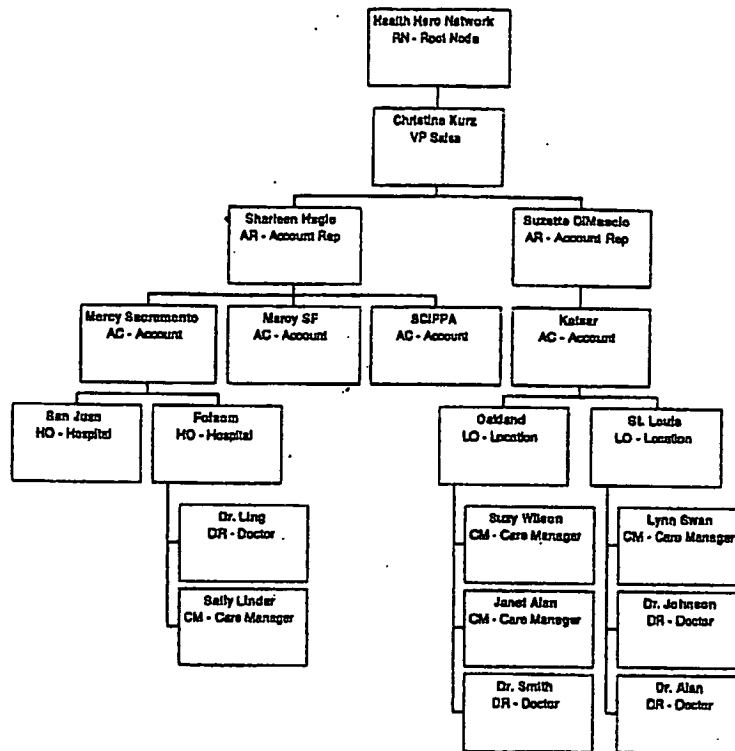 Health Hero Network
RN - Root Node
Christine Kurz
VP Sales
Sharleen Hagio
AR - Account Rep
Suzette DiMascio
AR - Account Rep
Mercy Sacramento
AC - Account
Mercy SF
AC - Account
SCIPPA
AC - Account
Kaiser
AC - Account
San Juan
HO - Hospital
Folsom
HO - Hospital
Oakland
LO - Location
St. Louis
LO - Location
Dr. Ling
DR - Doctor
Sally Linder
CM - Care Manager
Suzy Wilson
CM - Care Manager
Janet Alan
CM - Care Manager
Dr. Smith
DR - Doctor
Lynn Swan
CM - Care Manager
Dr. Johnson
DR - Doctor
Dr. Alan
DR - Doctor